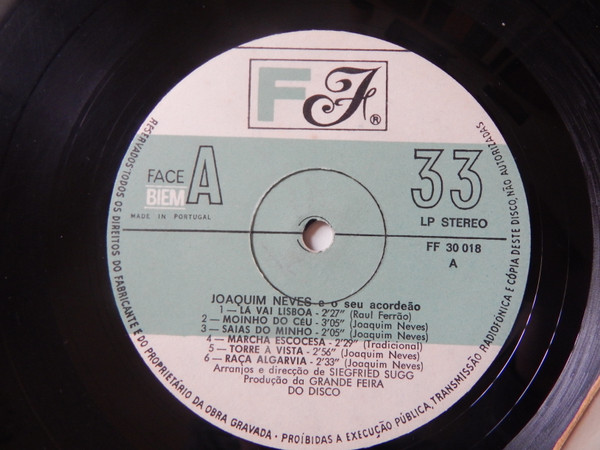 FF®
FACE A
BIEM
MADE IN PORTUGAL
33
LP STEREO
FF 30 018
A
JOAQUIM NEVES e o seu acordeão
1 — LÁ VAI LISBOA - 2'27" (Raul Ferrão)
2 — MOINHO DO CEU - 3'05" (Joaquim Neves)
3 — SAIAS DO MINHO - 2'05" (Joaquim Neves)
4 — MARCHA ESCOCESA - 2'29" (Tradicional)
5 — TORRE À VISTA - 2'56" (Joaquim Neves)
6 — RAÇA ALGARVIA - 2'33" (Joaquim Neves)
Arranjos e direcção de SIEGFRIED SUGG
Produção da GRANDE FEIRA
DO DISCO
RESERVADOS TODOS OS DIREITOS DO FABRICANTE E DO PROPRIETÁRIO DA OBRA GRAVADA - PROÍBIDAS A EXECUÇÃO PÚBLICA, TRANSMISSÃO RADIOFÓNICA E CÓPIA DESTE DISCO, NÃO AUTORIZADAS